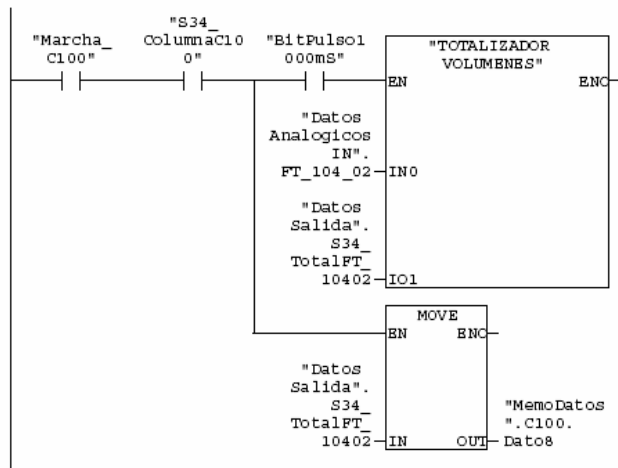 "S34_
"Marcha_ ColumnaC10 "BitPulso1 "TOTALIZADOR
C100" 0" 000mS" VOLUMENES"
EN ENO
"Datos
Analogicos
IN".
FT_104_02 IN0
"Datos
Salida".
S34_
TotalFT_
10402 IO1
MOVE
EN ENO
"Datos
Salida".
S34_ "MemoDatos
TotalFT_ ".C100.
10402 IN OUT Dato8